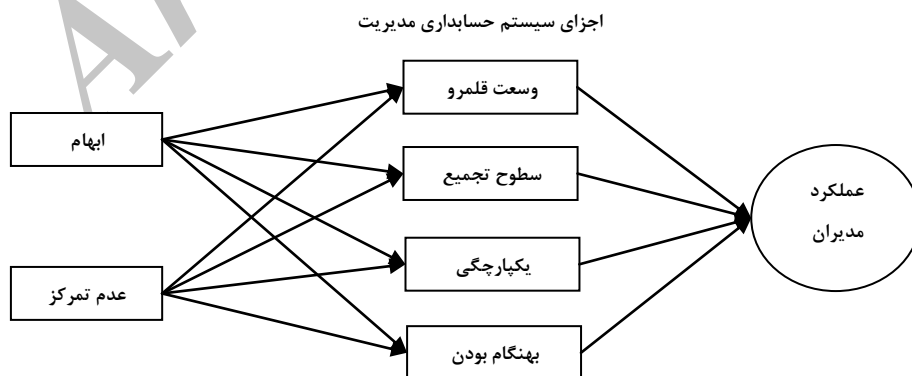 اجزای سیستم حسابداری مدیریت
وسعت قلمرو
ابهام
سطوح تجمیع
عملکرد
مدیران
یکپارچگی
عدم تمرکز
بهنگام بودن